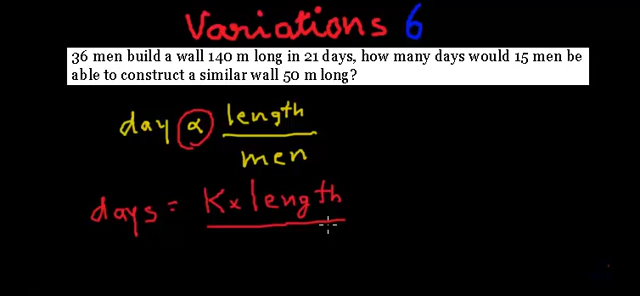 Variations 6
36 men build a wall 140 m long in 21 days, how many days would 15 men be
able to construct a similar wall 50 m long?
day ∝ length
men
days = K x length